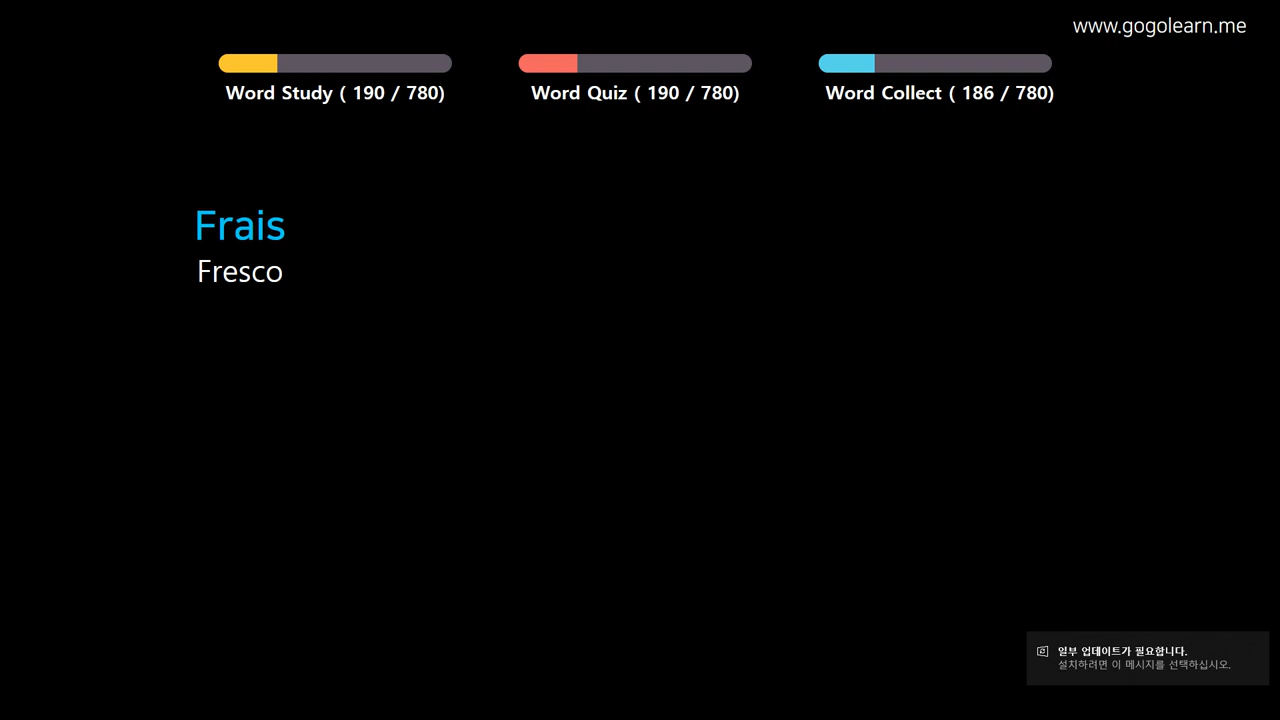 www.gogolearn.me
Word Study ( 190 / 780)
Word Quiz ( 190 / 780)
Word Collect ( 186 / 780)
Frais
Fresco
일부 업데이트가 필요합니다.
설치하려면 이 메시지를 선택하십시오.